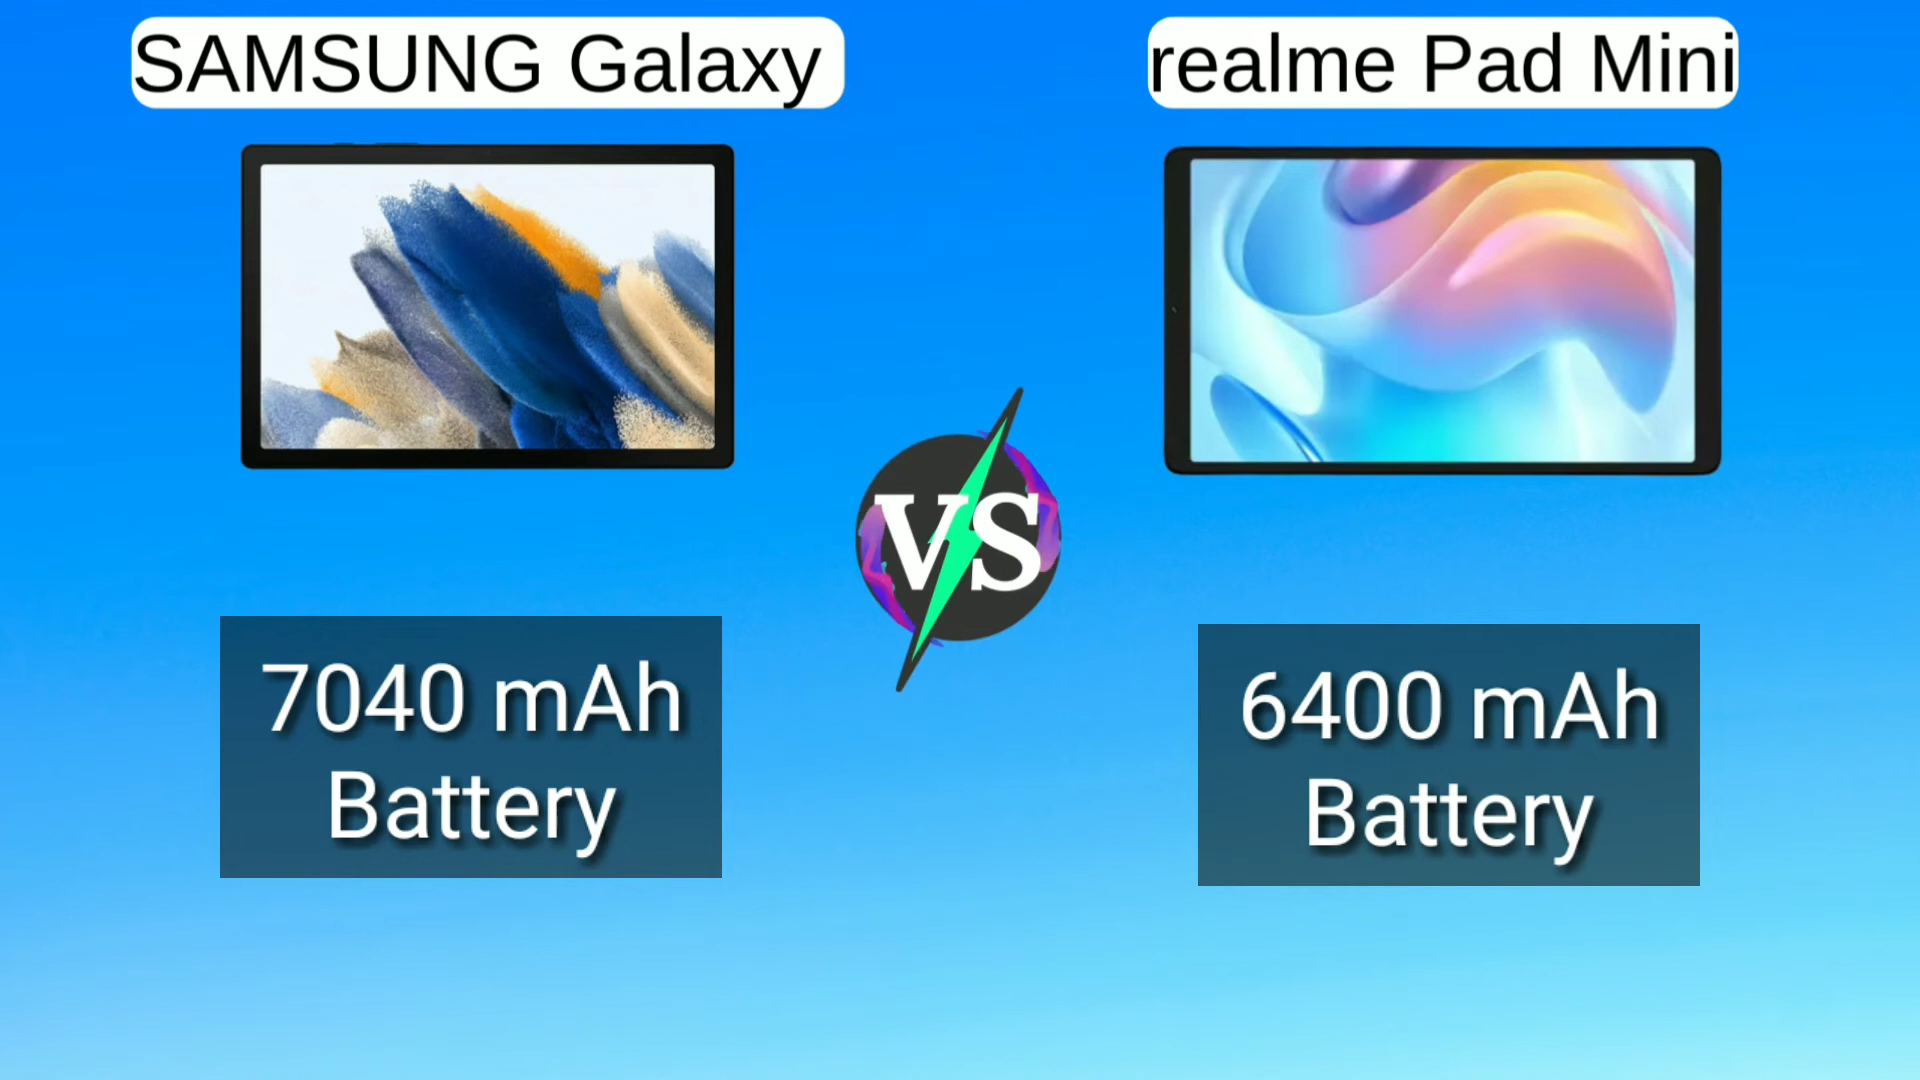 SAMSUNG Galaxy
realme Pad Mini
VS
7040 mAh
Battery
6400 mAh
Battery